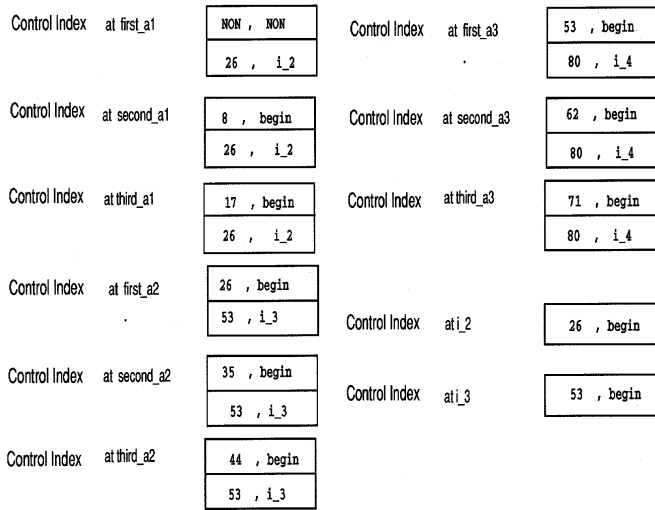 Control Index at first_a1
NON , NON
26 , i_2
Control Index at second_a1
8 , begin
26 , i_2
Control Index at third_a1
17 , begin
26 , i_2
Control Index at first_a2
26 , begin
53 , i_3
Control Index at second_a2
35 , begin
53 , i_3
Control Index at third_a2
44 , begin
53 , i_3
Control Index at first_a3
53 , begin
80 , i_4
Control Index at second_a3
62 , begin
80 , i_4
Control Index at third_a3
71 , begin
80 , i_4
Control Index at i_2
26 , begin
Control Index at i_3
53 , begin